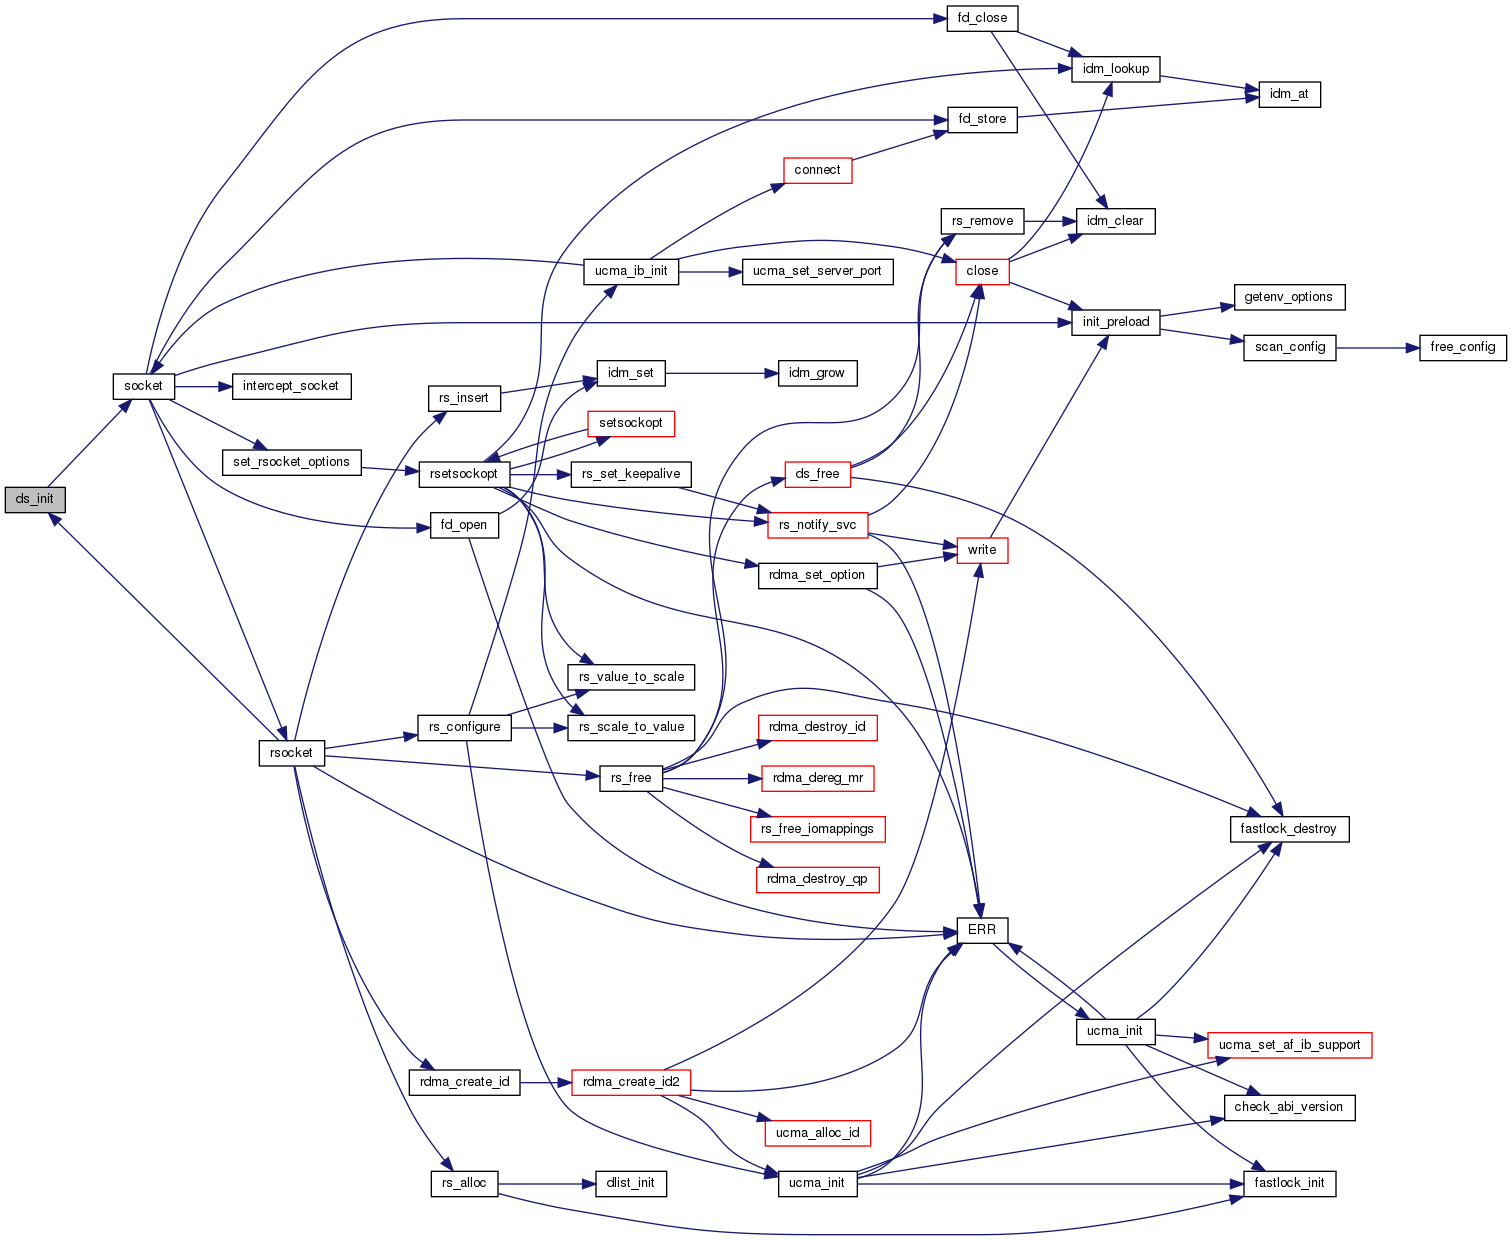 fd_close
idm_lookup
idm_at
fd_store
connect
rs_remove
idm_clear
ucma_ib_init
ucma_set_server_port
close
getenv_options
init_preload
scan_config
free_config
socket
intercept_socket
idm_set
idm_grow
rs_insert
setsockopt
set_rsocket_options
rsetsockopt
rs_set_keepalive
ds_free
ds_init
fd_open
rs_notify_svc
write
rdma_set_option
rs_value_to_scale
rs_configure
rs_scale_to_value
rdma_destroy_id
rsocket
rs_free
rdma_dereg_mr
rs_free_iomappings
fastlock_destroy
rdma_destroy_qp
ERR
ucma_init
ucma_set_af_ib_support
rdma_create_id
rdma_create_id2
check_abi_version
ucma_alloc_id
rs_alloc
dlist_init
ucma_init
fastlock_init